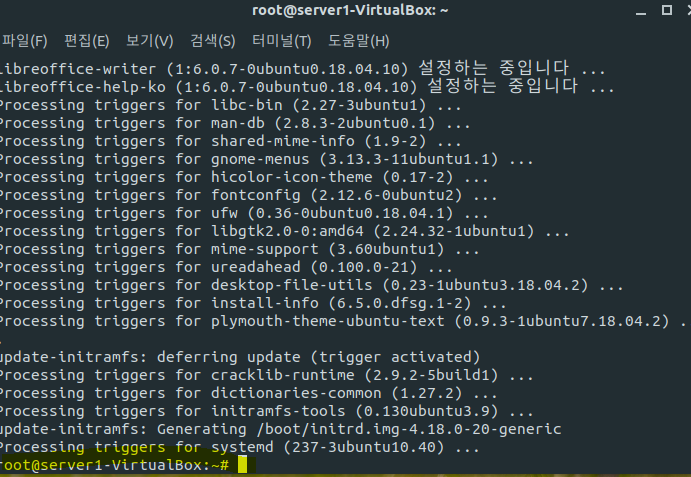 root@server1-VirtualBox: ~
파일(F) 편집(E) 보기(V) 검색(S) 터미널(T) 도움말(H)
libreoffice-writer (1:6.0.7-0ubuntu0.18.04.10) 설정하는 중입니다 ...
libreoffice-help-ko (1:6.0.7-0ubuntu0.18.04.10) 설정하는 중입니다 ...
Processing triggers for libc-bin (2.27-3ubuntu1) ...
Processing triggers for man-db (2.8.3-2ubuntu0.1) ...
Processing triggers for shared-mime-info (1.9-2) ...
Processing triggers for gnome-menus (3.13.3-11ubuntu1.1) ...
Processing triggers for hicolor-icon-theme (0.17-2) ...
Processing triggers for fontconfig (2.12.6-0ubuntu2) ...
Processing triggers for ufw (0.36-0ubuntu0.18.04.1) ...
Processing triggers for libgtk2.0-0:amd64 (2.24.32-1ubuntu1) ...
Processing triggers for mime-support (3.60ubuntu1) ...
Processing triggers for ureadahead (0.100.0-21) ...
Processing triggers for desktop-file-utils (0.23-1ubuntu3.18.04.2) ...
Processing triggers for install-info (6.5.0.dfsg.1-2) ...
Processing triggers for plymouth-theme-ubuntu-text (0.9.3-1ubuntu7.18.04.2) .
.
update-initramfs: deferring update (trigger activated)
Processing triggers for cracklib-runtime (2.9.2-5build1) ...
Processing triggers for dictionaries-common (1.27.2) ...
Processing triggers for initramfs-tools (0.130ubuntu3.9) ...
update-initramfs: Generating /boot/initrd.img-4.18.0-20-generic
Processing triggers for systemd (237-3ubuntu10.40) ...
root@server1-VirtualBox:~#